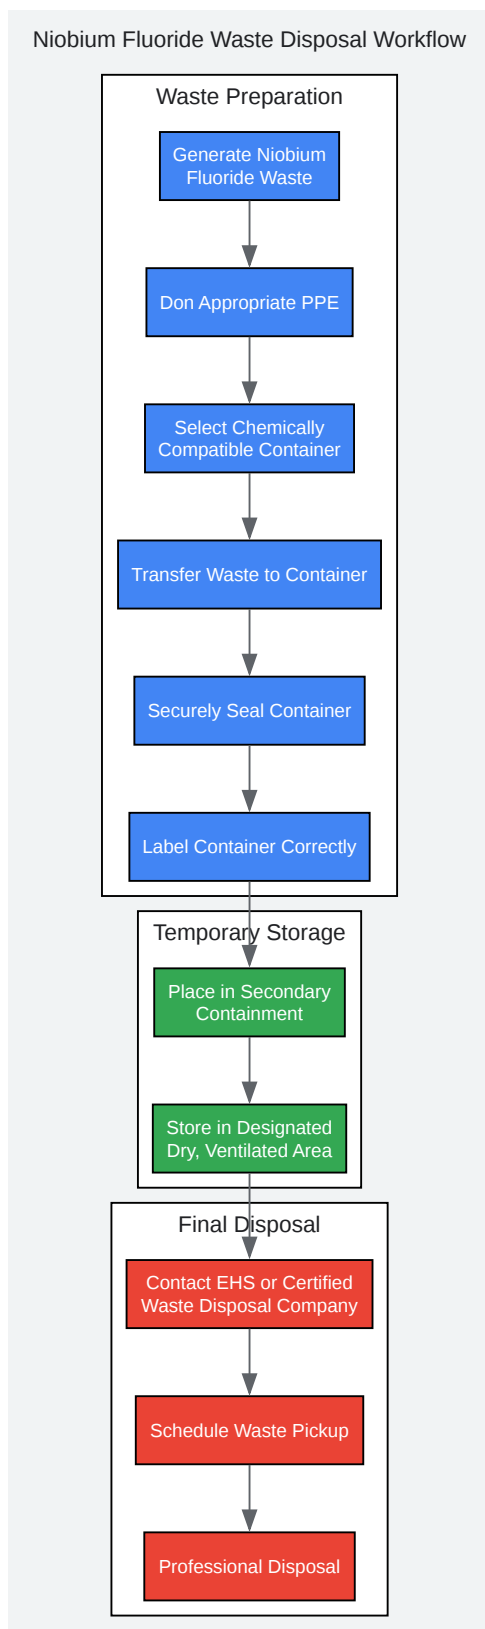 Niobium Fluoride Waste Disposal Workflow
Waste Preparation
Generate Niobium
Fluoride Waste
Don Appropriate PPE
Select Chemically
Compatible Container
Transfer Waste to Container
Securely Seal Container
Label Container Correctly
Temporary Storage
Place in Secondary
Containment
Store in Designated
Dry, Ventilated Area
Final Disposal
Contact EHS or Certified
Waste Disposal Company
Schedule Waste Pickup
Professional Disposal